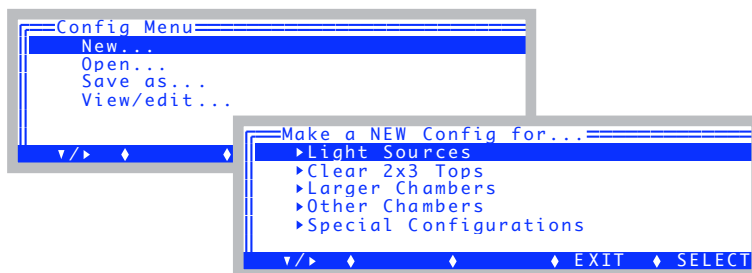 Config Menu
New...
Open...
Save as...
View/edit...
Make a NEW Config for...
Light Sources
Clear 2x3 Tops
Larger Chambers
Other Chambers
Special Configurations
EXIT SELECT